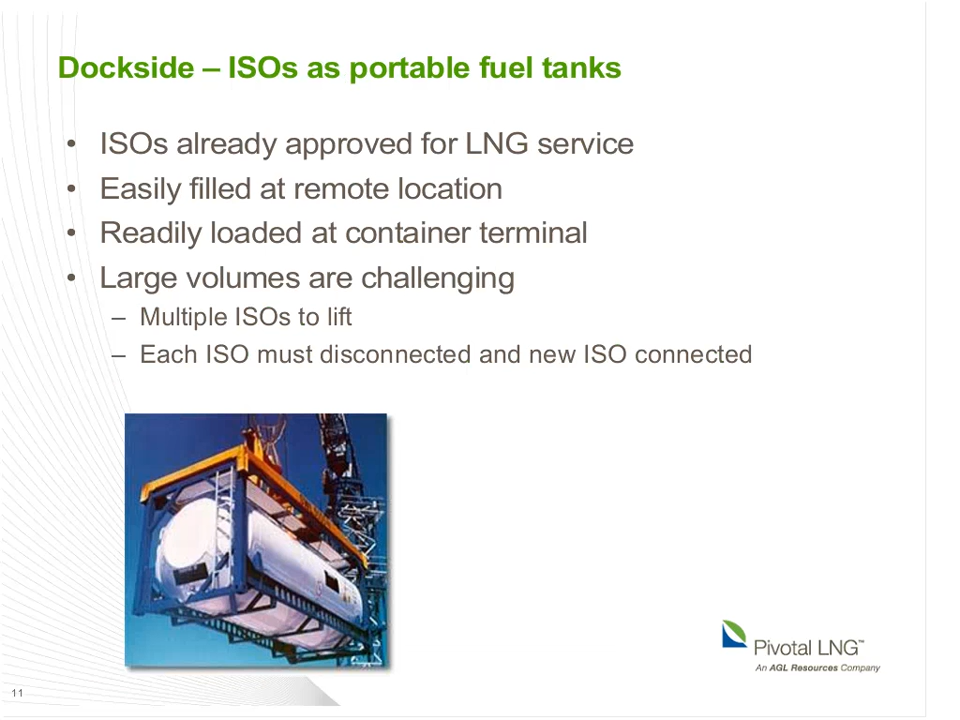 Dockside – ISOs as portable fuel tanks
• ISOs already approved for LNG service
• Easily filled at remote location
• Readily loaded at container terminal
• Large volumes are challenging
– Multiple ISOs to lift
– Each ISO must disconnected and new ISO connected
Pivotal LNG™
An AGL Resources Company
11